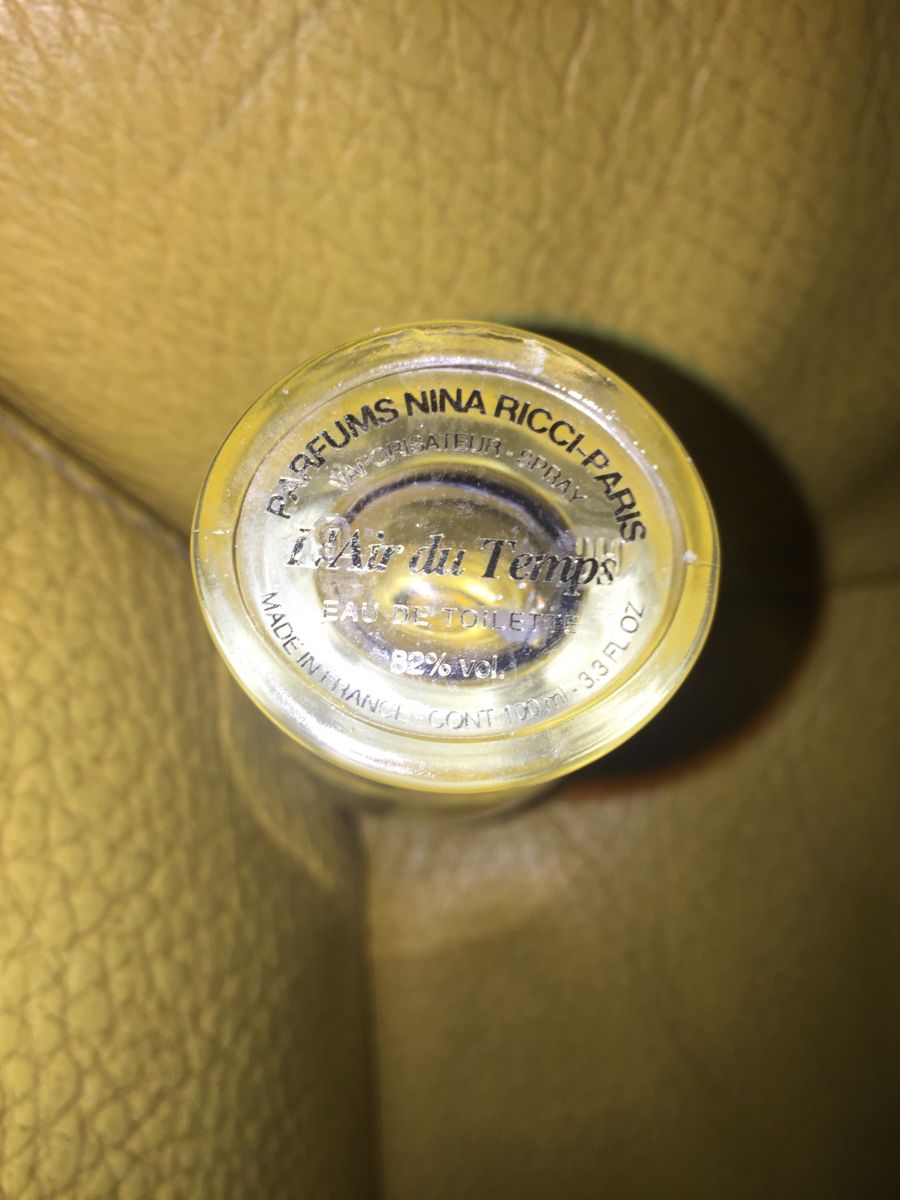 PARFUMS NINA RICCI-PARIS
VAPORISATEUR - SPRAY
L'Air du Temps
EAU DE TOILETTE
82% vol.
MADE IN FRANCE - CONT 100 ml - 3.3 FL. OZ